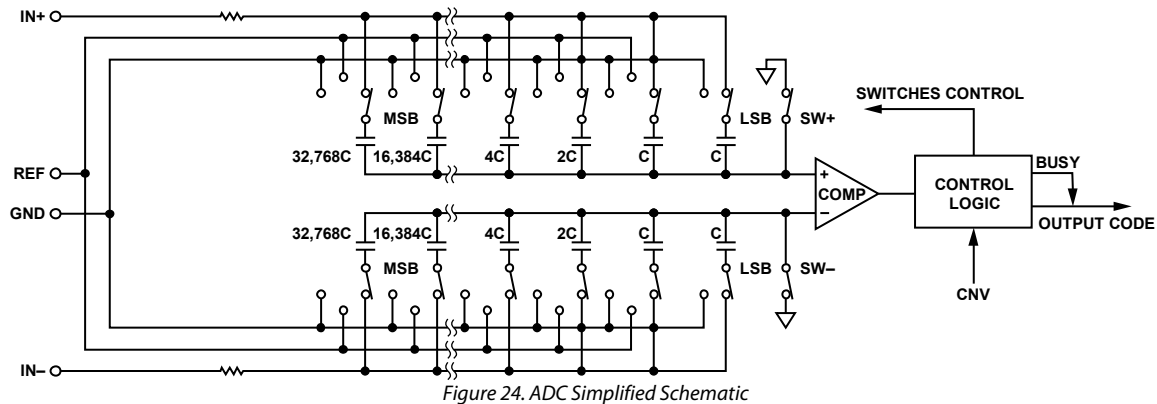 IN+
SWITCHES CONTROL
MSB
LSB
SW+
32,768C 16,384C 4C 2C C C
BUSY
REF
COMP
+
–
CONTROL
LOGIC
GND
OUTPUT CODE
32,768C 16,384C 4C 2C C C
MSB
LSB
SW–
CNV
IN–
Figure 24. ADC Simplified Schematic